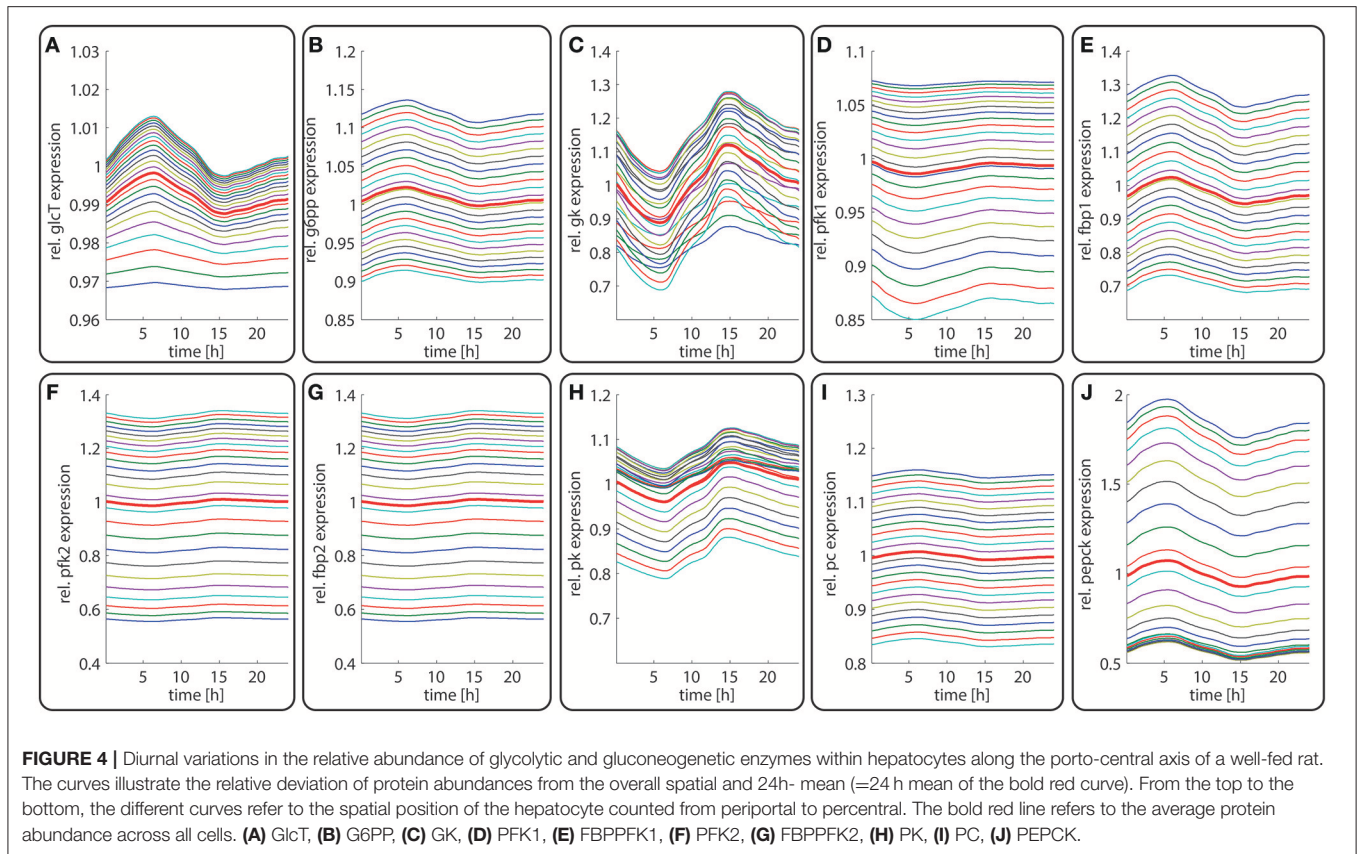 A
rel. glcT expression
1.03
1.02
1.01
1
0.99
0.98
0.97
0.96
5 10 15 20
time [h]
B
rel. g6pp expression
1.2
1.15
1.1
1.05
1
0.95
0.9
0.85
5 10 15 20
time [h]
C
rel. gk expression
1.4
1.3
1.2
1.1
1
0.9
0.8
0.7
5 10 15 20
time [h]
D
rel. pfk1 expression
1.1
1.05
1
0.95
0.9
0.85
5 10 15 20
time [h]
E
rel. fbp1 expression
1.4
1.3
1.2
1.1
1
0.9
0.8
0.7
5 10 15 20
time [h]
F
rel. pfk2 expression
1.4
1.2
1
0.8
0.6
0.4
5 10 15 20
time [h]
G
rel. fbp2 expression
1.4
1.2
1
0.8
0.6
0.4
5 10 15 20
time [h]
H
rel. pk expression
1.2
1.1
1
0.9
0.8
0.7
5 10 15 20
time [h]
I
rel. pc expression
1.3
1.2
1.1
1
0.9
0.8
5 10 15 20
time [h]
J
rel. pepck expression
2
1.5
1
0.5
5 10 15 20
time [h]
FIGURE 4 | Diurnal variations in the relative abundance of glycolytic and gluconeogenetic enzymes within hepatocytes along the porto-central axis of a well-fed rat.
The curves illustrate the relative deviation of protein abundances from the overall spatial and 24h- mean (=24 h mean of the bold red curve). From the top to the
bottom, the different curves refer to the spatial position of the hepatocyte counted from periportal to percentral. The bold red line refers to the average protein
abundance across all cells. (A) GlcT, (B) G6PP, (C) GK, (D) PFK1, (E) FBPPFK1, (F) PFK2, (G) FBPPFK2, (H) PK, (I) PC, (J) PEPCK.